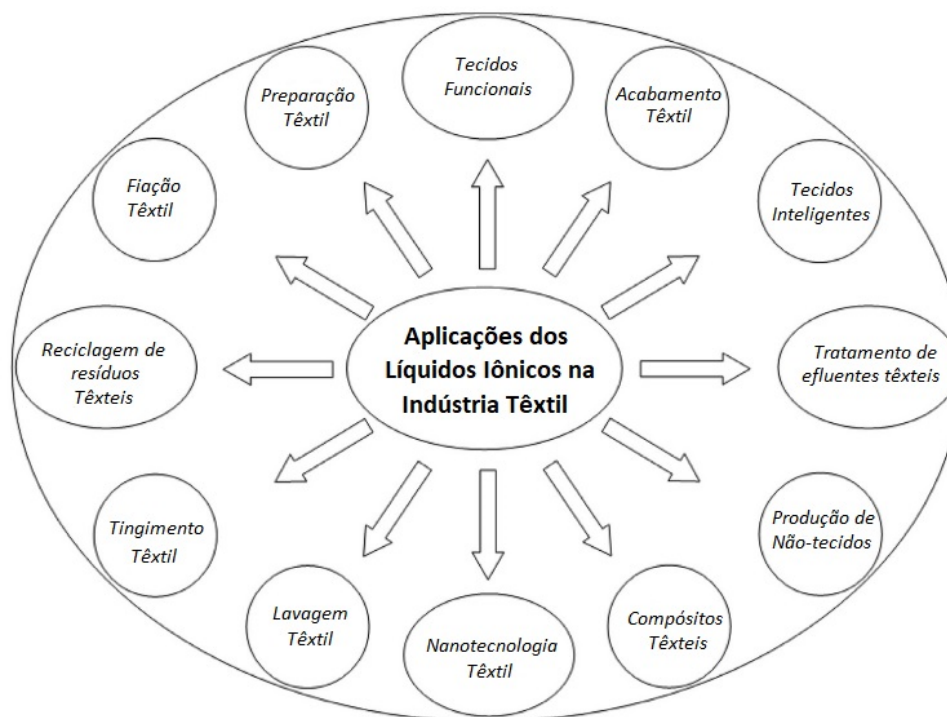 Tecidos
Funcionais
Preparação
Têxtil
Acabamento
Têxtil
Fiação
Têxtil
Tecidos
Inteligentes
Aplicações dos
Líquidos Iônicos na
Indústria Têxtil
Reciclagem de
resíduos
Têxteis
Tratamento de
efluentes têxteis
Tingimento
Têxtil
Produção de
Não-tecidos
Lavagem
Têxtil
Nanotecnologia
Têxtil
Compósitos
Têxteis